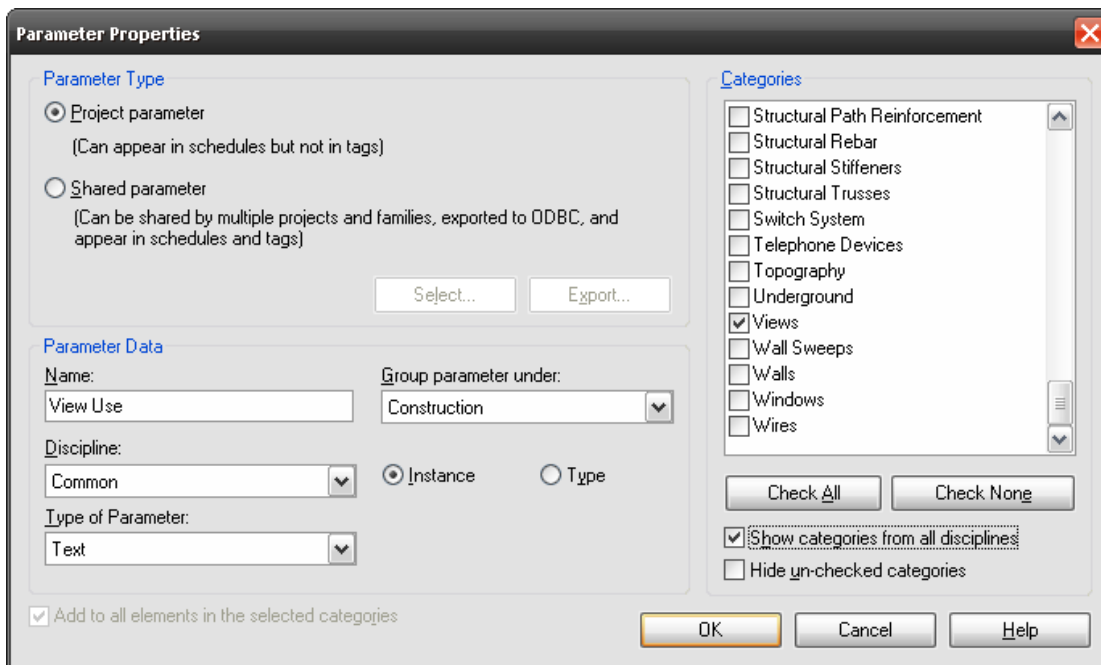 Parameter Properties
Parameter Type
Project parameter
(Can appear in schedules but not in tags)
Shared parameter
(Can be shared by multiple projects and families, exported to ODBC, and
appear in schedules and tags)
Select...
Export...
Parameter Data
Name:
View Use
Group parameter under:
Construction
Discipline:
Common
Instance
Type
Type of Parameter:
Text
Add to all elements in the selected categories
Categories
Structural Path Reinforcement
Structural Rebar
Structural Stiffeners
Structural Trusses
Switch System
Telephone Devices
Topography
Underground
Views
Wall Sweeps
Walls
Windows
Wires
Check All
Check None
Show categories from all disciplines
Hide un-checked categories
OK
Cancel
Help